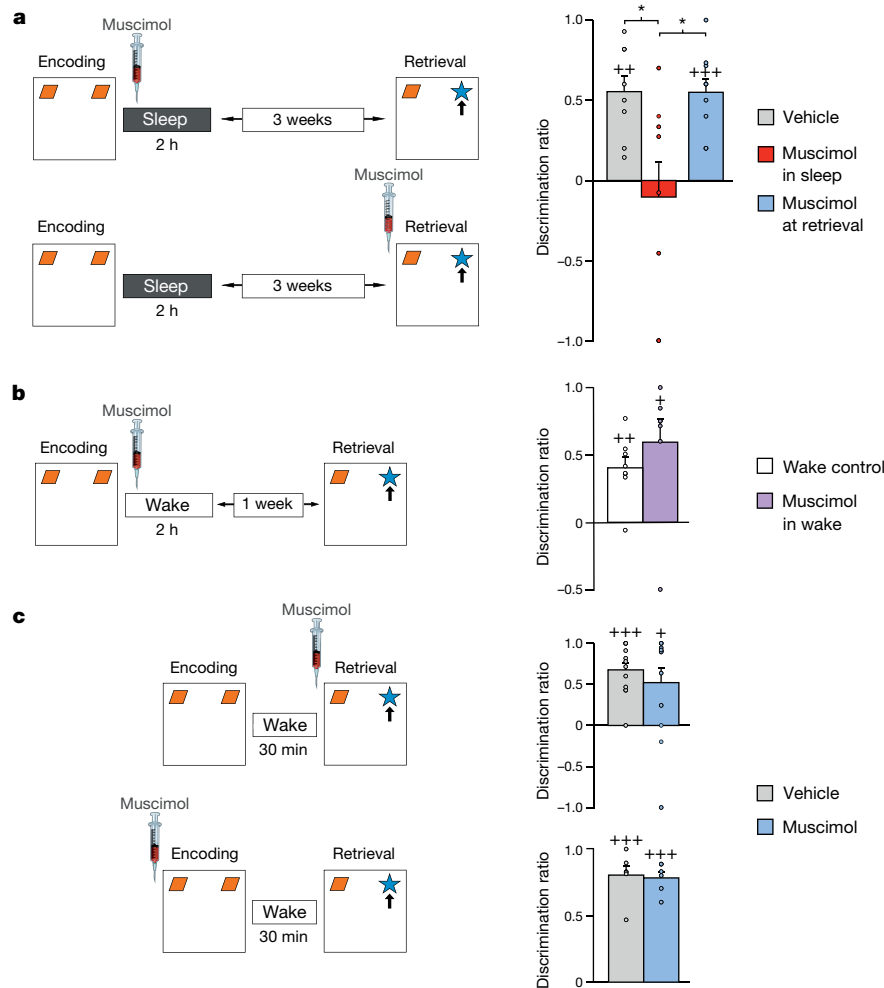 a
Muscimol
Encoding
Retrieval
Sleep
3 weeks
2 h
Muscimol
Encoding
Retrieval
Sleep
3 weeks
2 h
Discrimination ratio
1.0
0.5
0
–0.5
–1.0
*
*
++
+++
Vehicle
Muscimol
in sleep
Muscimol
at retrieval
b
Muscimol
Encoding
Retrieval
Wake
1 week
2 h
Discrimination ratio
1.0
0.5
0
–0.5
++
+
Wake control
Muscimol
in wake
c
Muscimol
Encoding
Retrieval
Wake
30 min
Discrimination ratio
1.0
0.5
0
–0.5
–1.0
+++
+
Muscimol
Encoding
Retrieval
Wake
30 min
Discrimination ratio
1.0
0.5
0
+++
+++
Vehicle
Muscimol